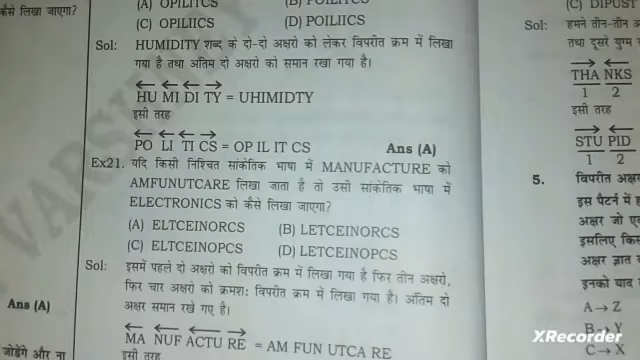 कैसे लिखा जाएगा?
(A) OPILITCS
(C) OPILIICS (D) POILIICS
Sol: HUMIDITY शब्द के दो-दो अक्षरो को लेकर विपरीत क्रम में लिखा
गया है तथा अंतिम दो अक्षरो को समान रखा गया है।
HU MI DI TY = UHIMIDTY
इसी तरह
PO LI TI CS = OP IL IT CS Ans (A)
Ex21. यदि किसी निश्चित सांकेतिक भाषा में MANUFACTURE को
AMFUNUTCARE लिखा जाता है तो उसी सांकेतिक भाषा में
ELECTRONICS को कैसे लिखा जाएगा?
(A) ELTCEINORCS (B) LETCEINORCS
(C) ELTCEINOPCS (D) LETCEINOPCS
Sol: इसमें पहले दो अक्षरो को विपरीत क्रम में लिखा गया है फिर तीन अक्षरो,
फिर चार अक्षरो को क्रमशः विपरीत क्रम में लिखा गया है। अंतिम दो
अक्षर समान रखे गए है।
MA NUF ACTU RE = AM FUN UTCA RE
इसी तरह
Ans (A)
जोडेंगे और ना
(C) DIPUST
Sol: हमने तीन-तीन
तथा दूसरे युग्म
THA NKS
1 2
इसी तरह
STU PID
1 2
5. विपरीत अक्षर
इस पैटर्न में
अक्षर जो
इसलिए
अक्षर ज्ञात
इनको याद
A → Z
B → Y
C → X
XRecorder